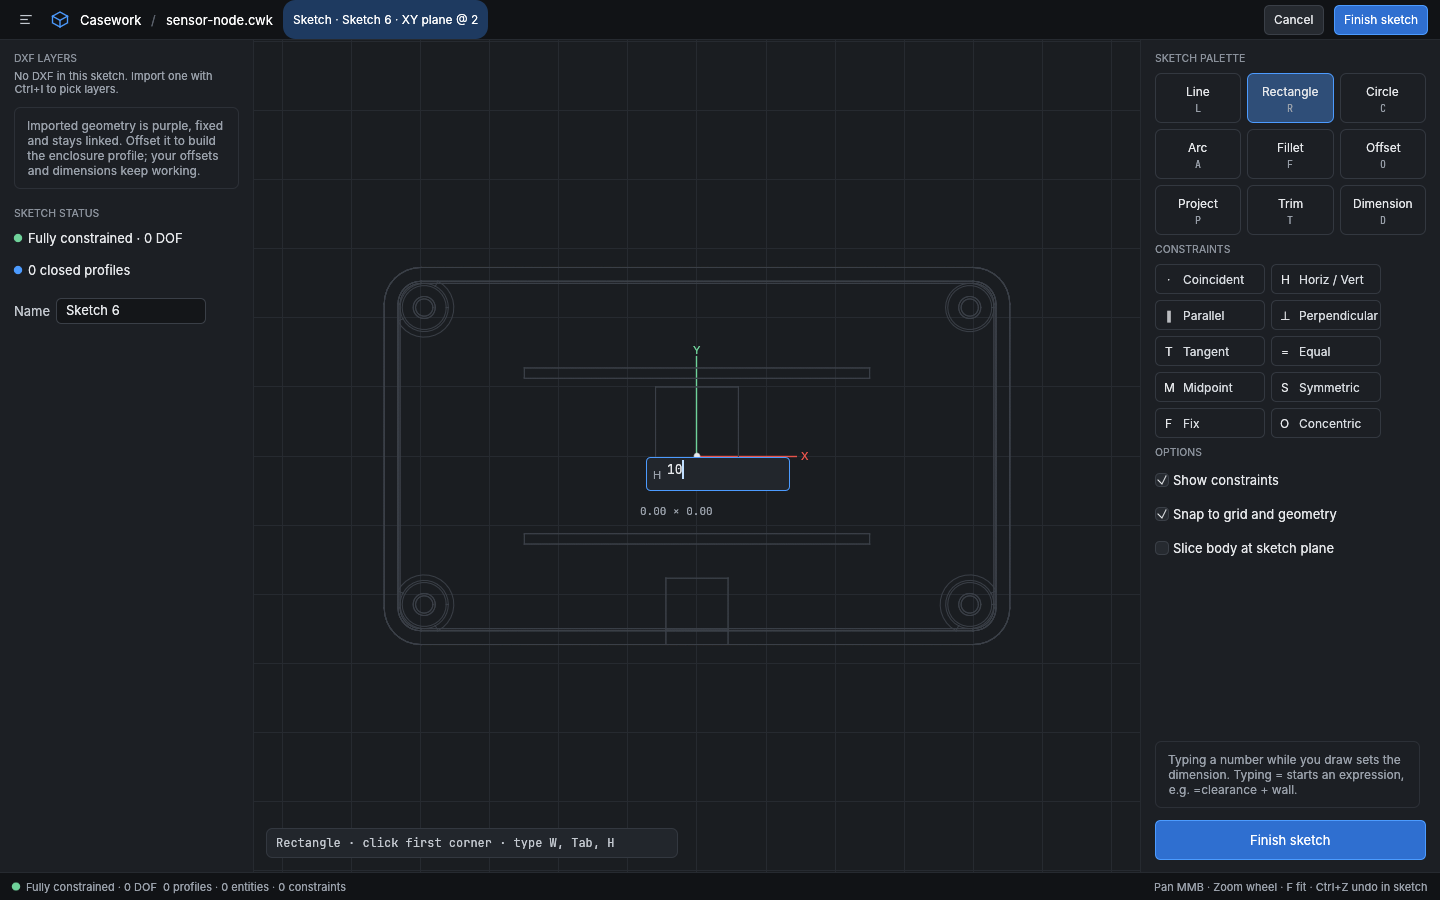 Casework / sensor-node.cwk
Sketch · Sketch 6 · XY plane @ 2
Cancel
Finish sketch
DXF LAYERS
No DXF in this sketch. Import one with
Ctrl+I to pick layers.
Imported geometry is purple, fixed
and stays linked. Offset it to build
the enclosure profile; your offsets
and dimensions keep working.
SKETCH STATUS
Fully constrained · 0 DOF
0 closed profiles
Name Sketch 6
Y
X
H 10
0.00 × 0.00
Rectangle · click first corner · type W, Tab, H
SKETCH PALETTE
Line Rectangle Circle
L R C
Arc Fillet Offset
A F O
Project Trim Dimension
P T D
CONSTRAINTS
· Coincident H Horiz / Vert
∥ Parallel ⊥ Perpendicular
T Tangent = Equal
M Midpoint S Symmetric
F Fix O Concentric
OPTIONS
Show constraints
Snap to grid and geometry
Slice body at sketch plane
Typing a number while you draw sets the
dimension. Typing = starts an expression,
e.g. =clearance + wall.
Finish sketch
Fully constrained · 0 DOF 0 profiles · 0 entities · 0 constraints
Pan MMB · Zoom wheel · F fit · Ctrl+Z undo in sketch